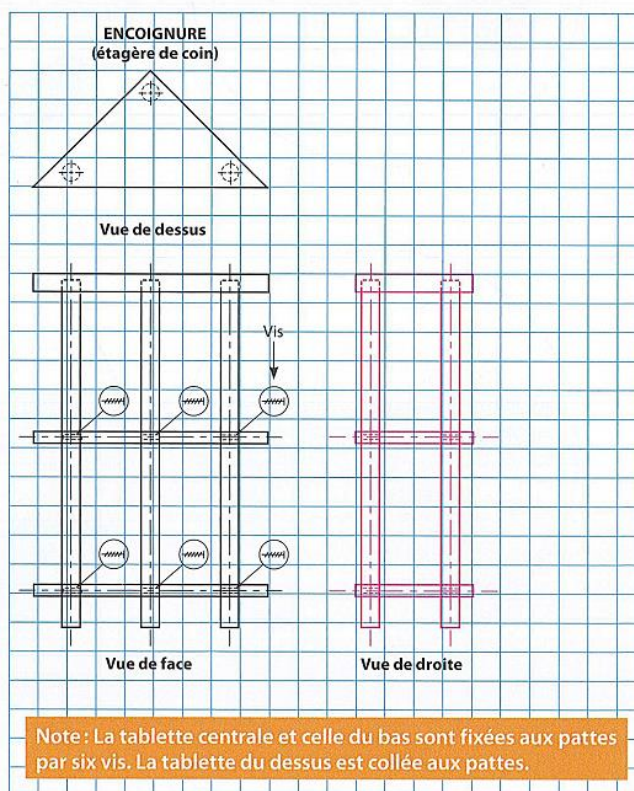 ENCOIGNURE
(étagère de coin)
Vue de dessus
Vis
Vue de face
Vue de droite
Note : La tablette centrale et celle du bas sont fixées aux pattes
par six vis. La tablette du dessus est collée aux pattes.